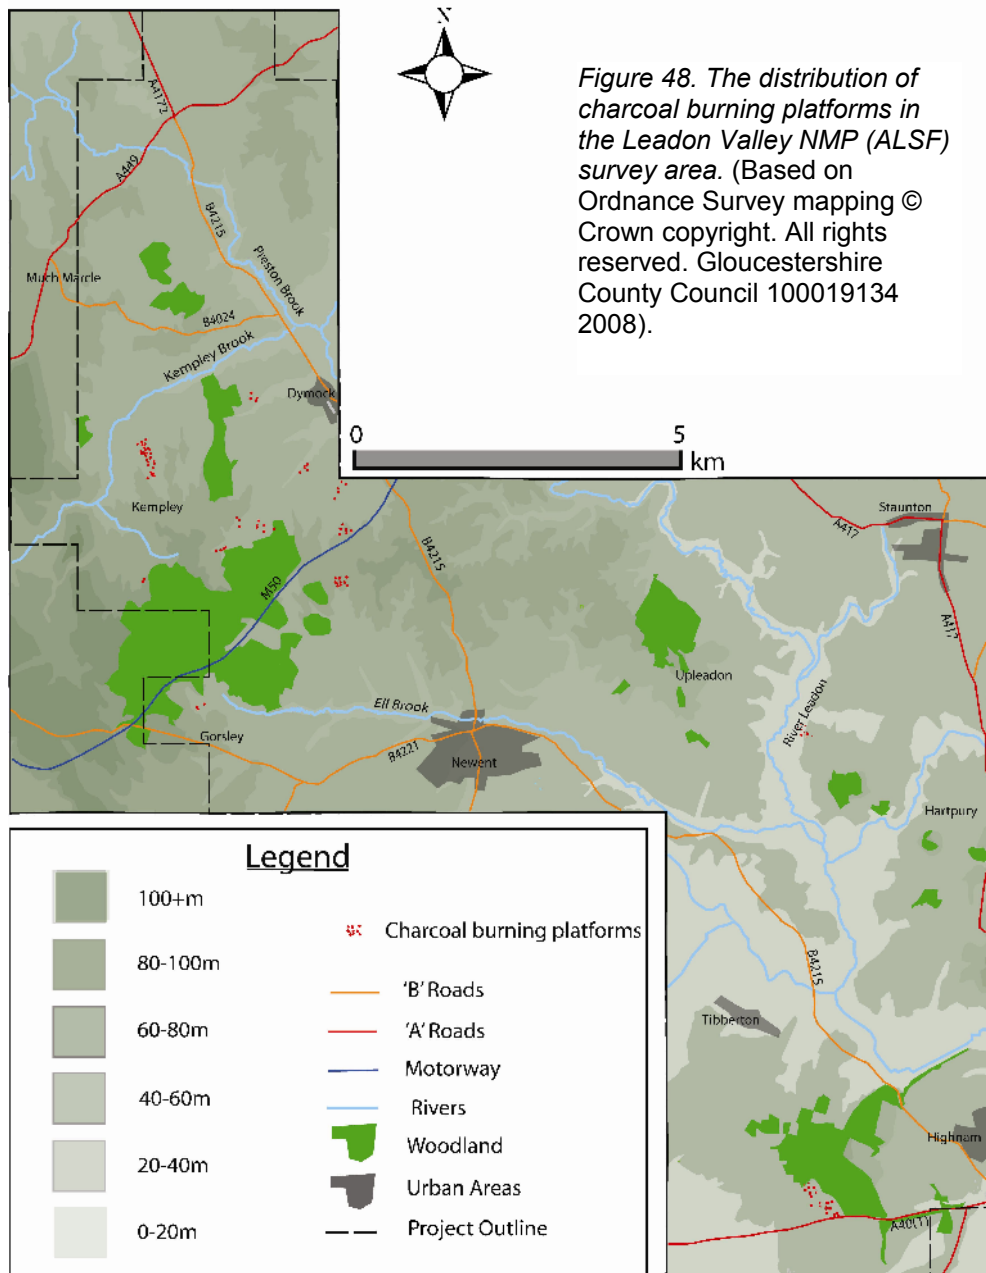 N
Figure 48. The distribution of
charcoal burning platforms in
the Leadon Valley NMP (ALSF)
survey area. (Based on
Ordnance Survey mapping ©
Crown copyright. All rights
reserved. Gloucestershire
County Council 100019134
2008).
A4172
A449
B4215
Preston Brook
Much Marcle
B4024
Kempley Brook
Dymock
0 5
km
Kempley
Staunton
A417
B4215
M50
A417
Upleadon
Ell Brook
River Leadon
Gorsley
B4221
Newent
Hartpury
B4215
Tibberton
Highnam
A40(T)
Legend
100+m
80-100m
60-80m
40-60m
20-40m
0-20m
Charcoal burning platforms
'B' Roads
'A' Roads
Motorway
Rivers
Woodland
Urban Areas
Project Outline